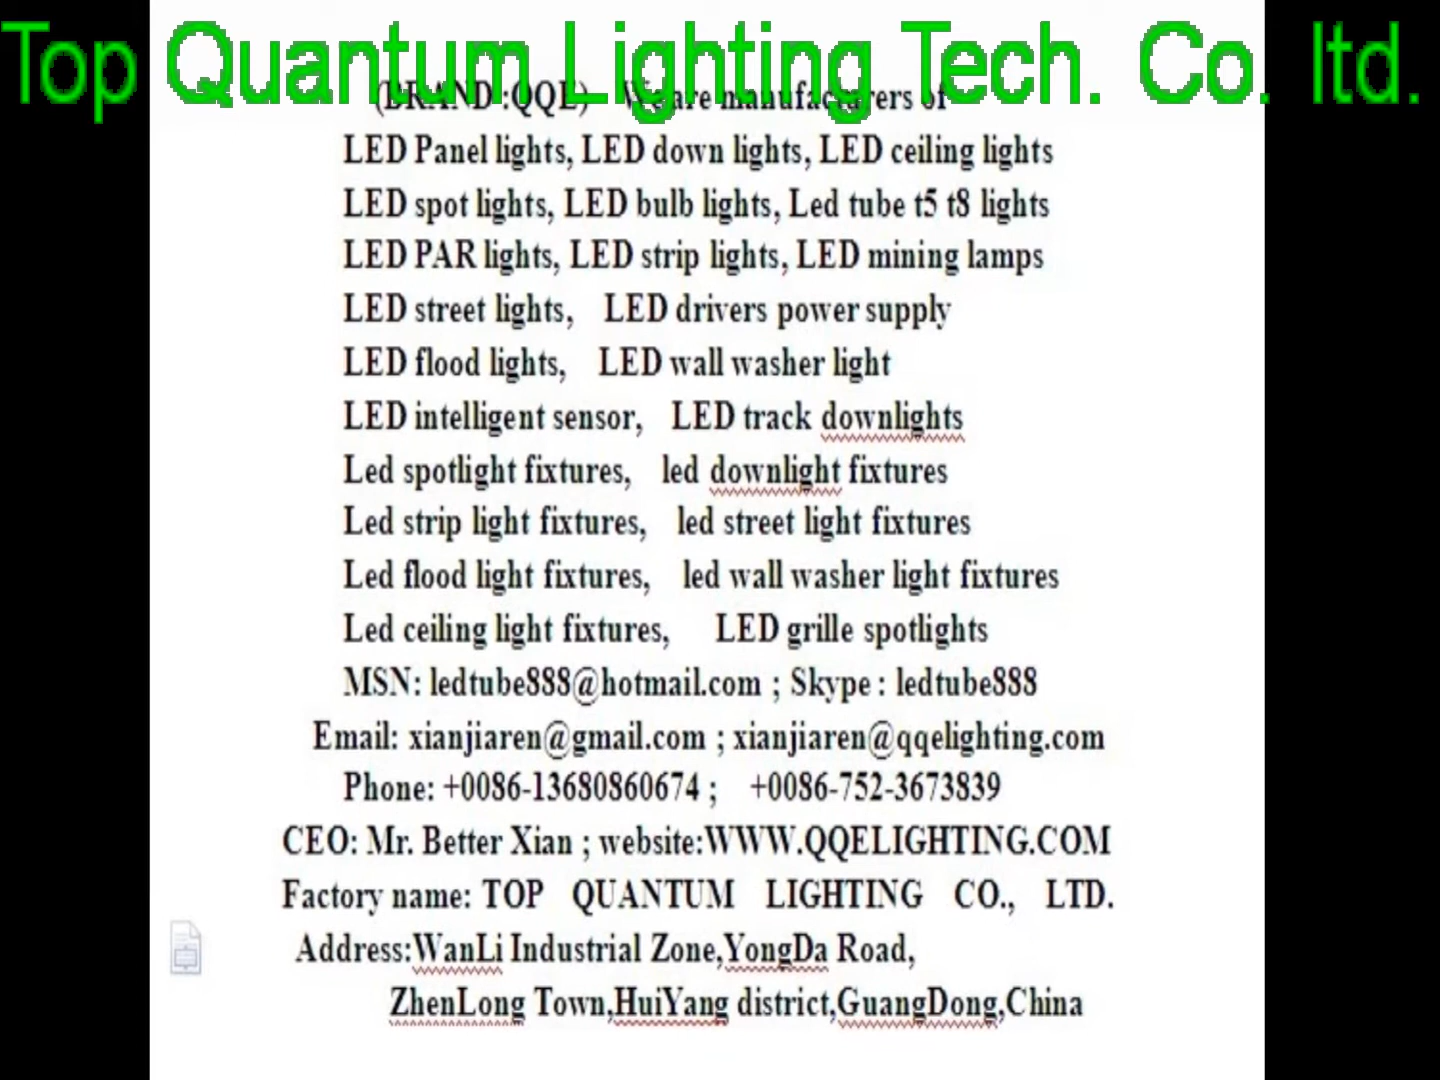 Top Quantum Lighting Tech. Co. ltd.
(BRAND :QQE) We are manufacturers of
LED Panel lights, LED down lights, LED ceiling lights
LED spot lights, LED bulb lights, Led tube t5 t8 lights
LED PAR lights, LED strip lights, LED mining lamps
LED street lights, LED drivers power supply
LED flood lights, LED wall washer light
LED intelligent sensor, LED track downlights
Led spotlight fixtures, led downlight fixtures
Led strip light fixtures, led street light fixtures
Led flood light fixtures, led wall washer light fixtures
Led ceiling light fixtures, LED grille spotlights
MSN: ledtube888@hotmail.com ; Skype : ledtube888
Email: xianjiaren@gmail.com ; xianjiaren@qqelighting.com
Phone: +0086-13680860674 ; +0086-752-3673839
CEO: Mr. Better Xian ; website:WWW.QQELIGHTING.COM
Factory name: TOP QUANTUM LIGHTING CO., LTD.
Address:WanLi Industrial Zone,YongDa Road,
ZhenLong Town,HuiYang district,GuangDong,China